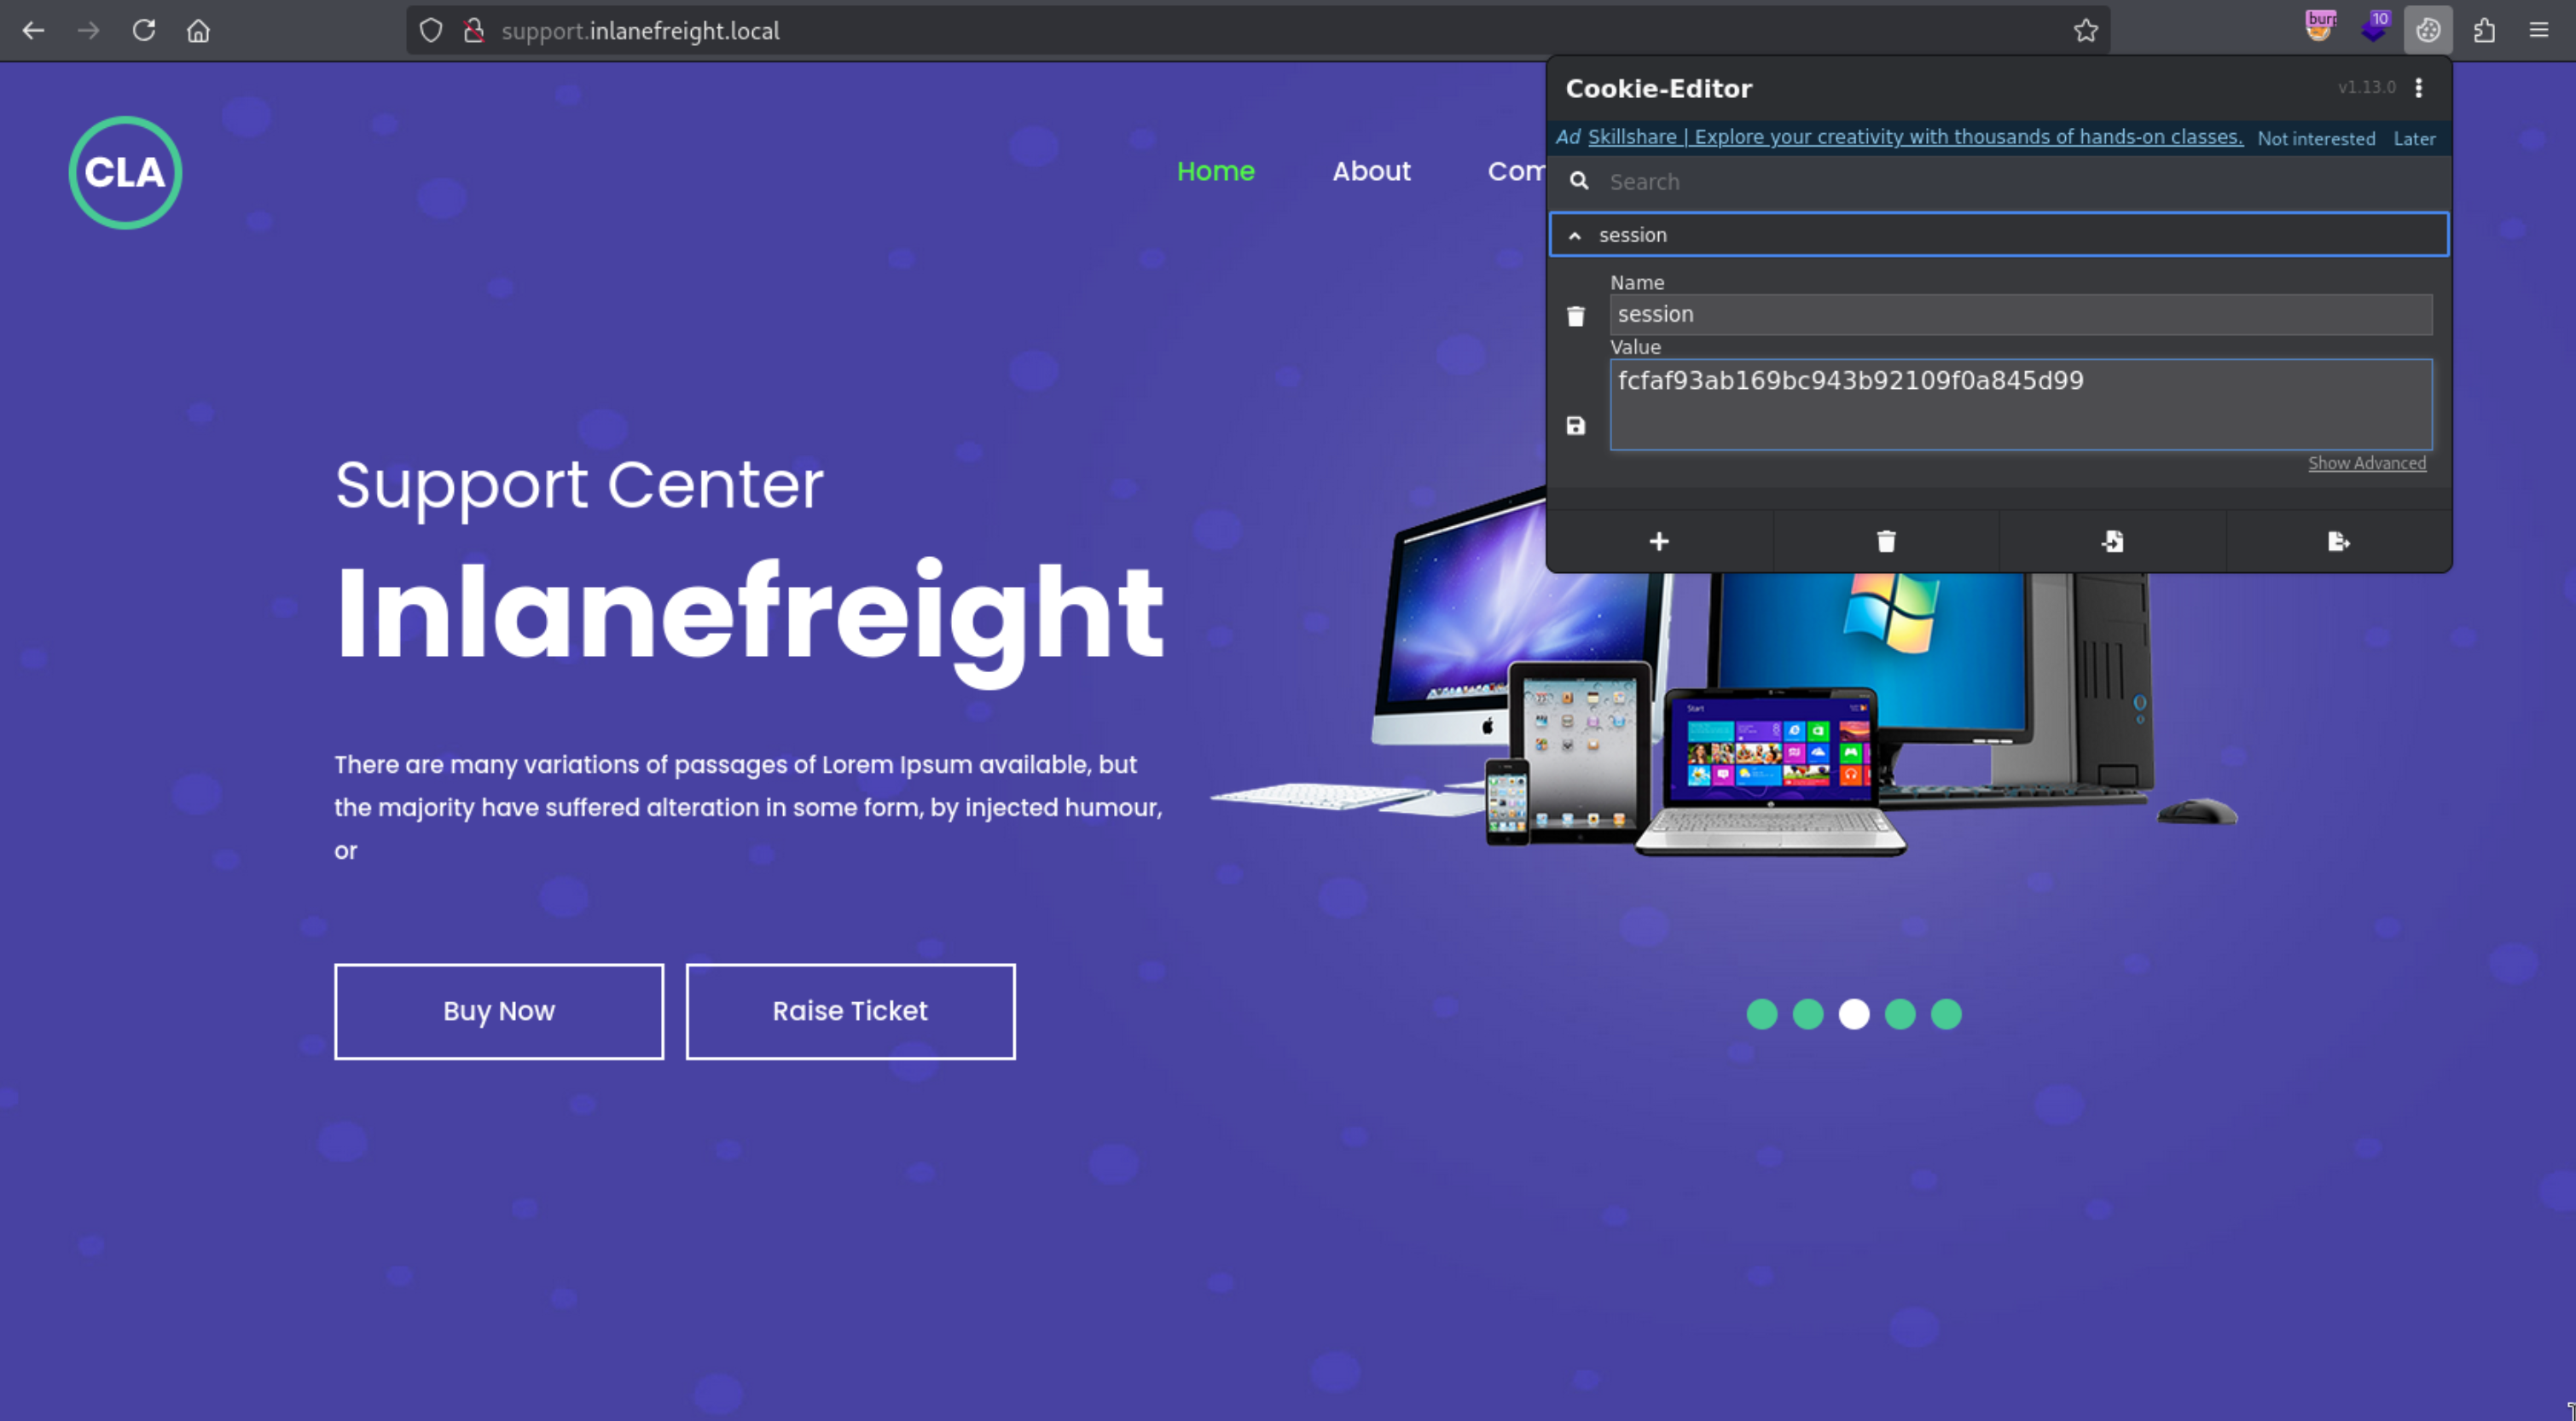 support.inlanefreight.local
burp
10
Cookie-Editor
v1.13.0
Ad Skillshare | Explore your creativity with thousands of hands-on classes. Not interested Later
Search
session
Name
session
Value
fcfaf93ab169bc943b92109f0a845d99
Show Advanced
CLA
Home About Con
Support Center
Inlanefreight
There are many variations of passages of Lorem Ipsum available, but
the majority have suffered alteration in some form, by injected humour,
or
Buy Now
Raise Ticket
Start